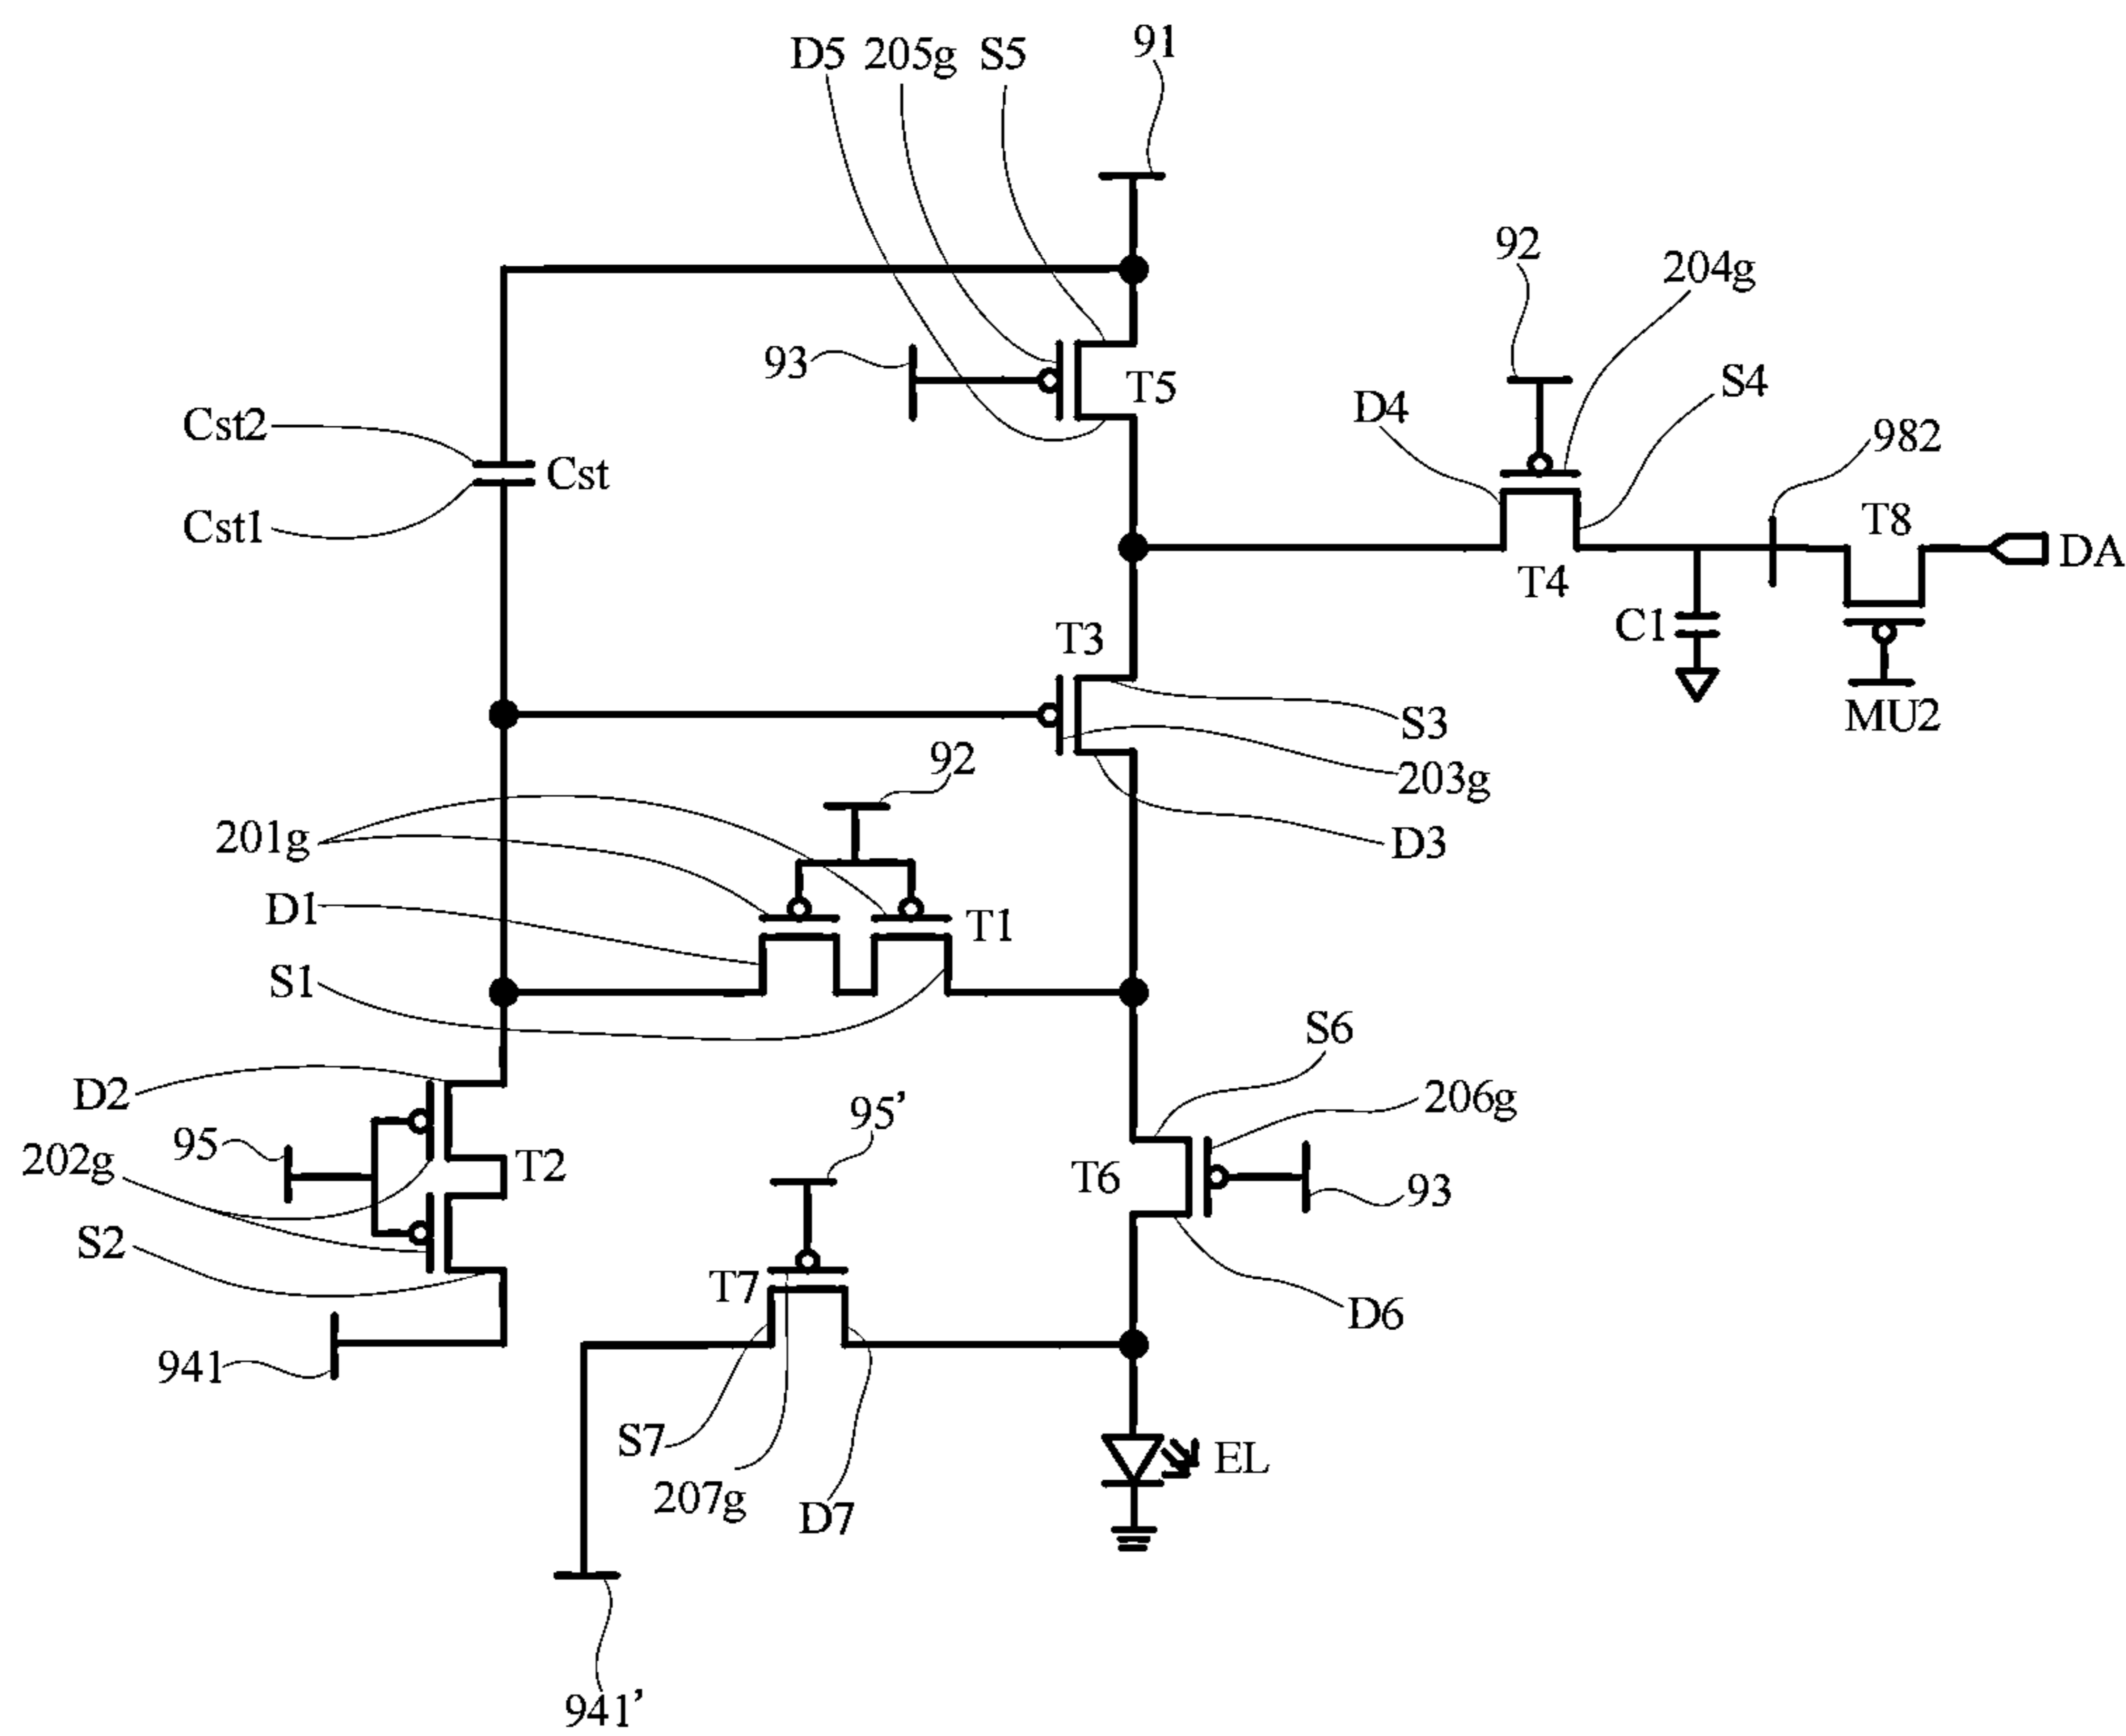 91
D5 205g S5
92
204g
93
T5
S4
D4
Cst2
982
Cst
T8
Cst1
DA
T4
C1
T3
S3
MU2
92
203g
201g
D3
D1
T1
S1
S6
D2
206g
95'
95
202g
T2
T6
93
S2
T7
D6
941
S7
EL
207g
D7
941'